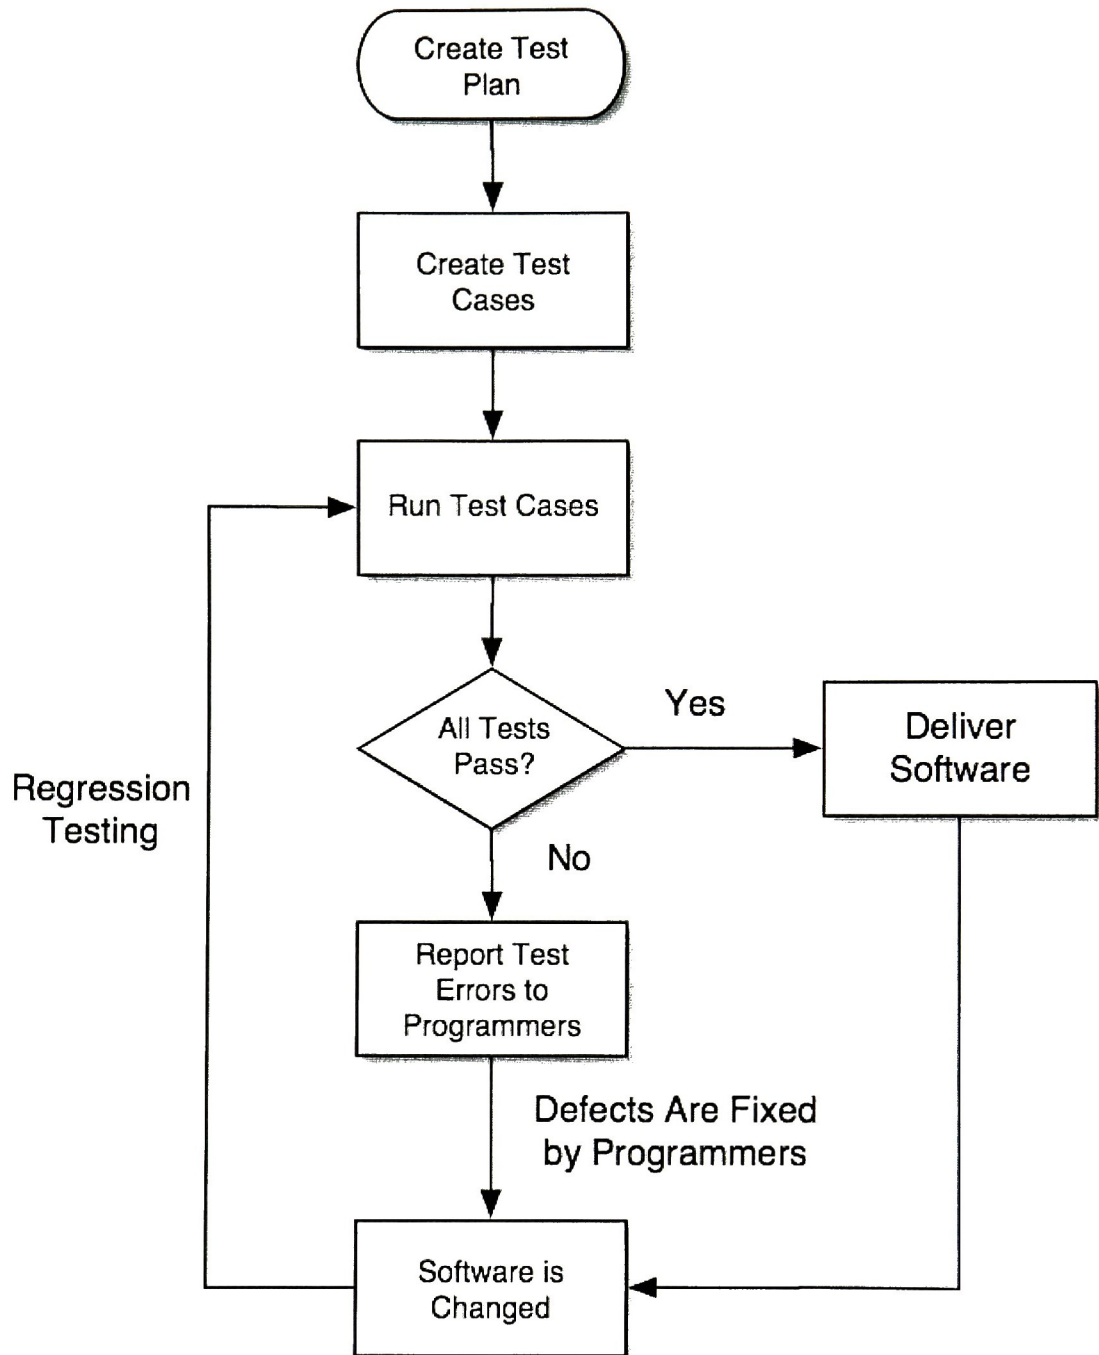 Create Test
Plan
Create Test
Cases
Run Test Cases
All Tests
Pass?
Yes
Deliver
Software
Regression
Testing
No
Report Test
Errors to
Programmers
Defects Are Fixed
by Programmers
Software is
Changed